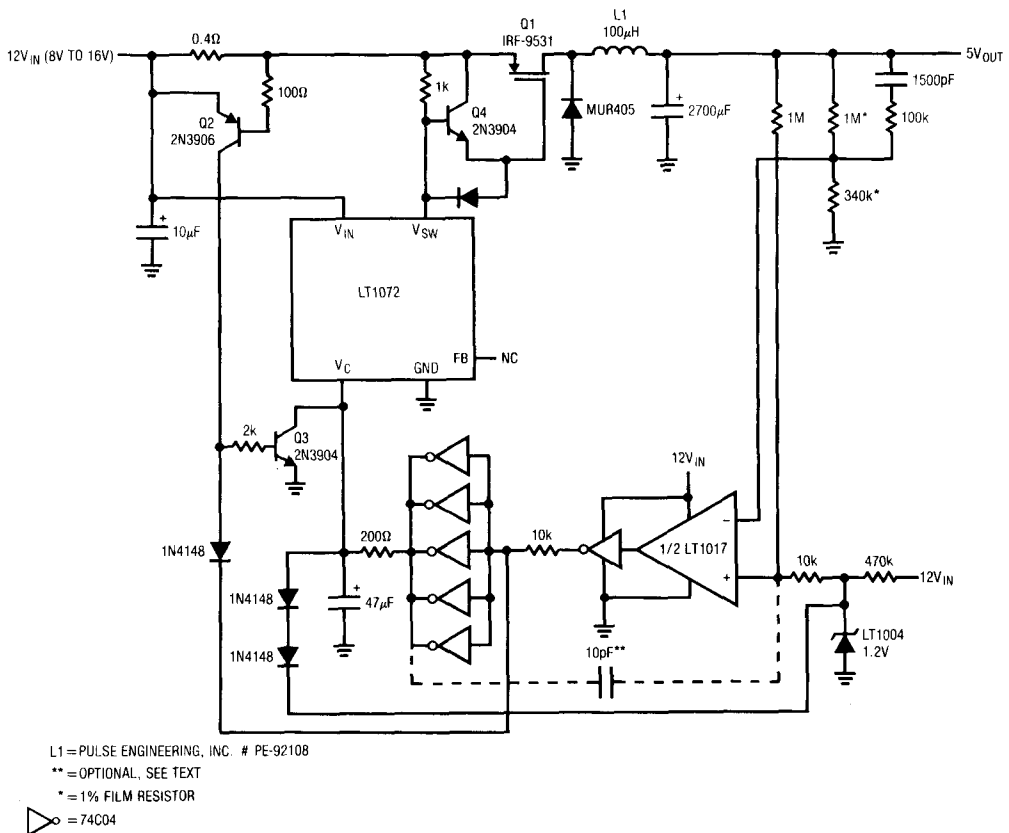 Q1
IRF-9531
L1
100µH
12V_IN (8V TO 16V)
0.4Ω
5V_OUT
1500pF
100Ω
1k
Q4
2N3904
MUR405
+
2700µF
1M
1M*
100k
Q2
2N3906
340k*
+
10µF
V_IN
V_SW
LT1072
FB
NC
V_C
GND
2k
Q3
2N3904
12V_IN
200Ω
10k
1/2 LT1017
−
+
10k
470k
12V_IN
1N4148
1N4148
+
47µF
LT1004
1.2V
1N4148
10pF**
L1 = PULSE ENGINEERING, INC. # PE-92108
** = OPTIONAL, SEE TEXT
* = 1% FILM RESISTOR
= 74C04